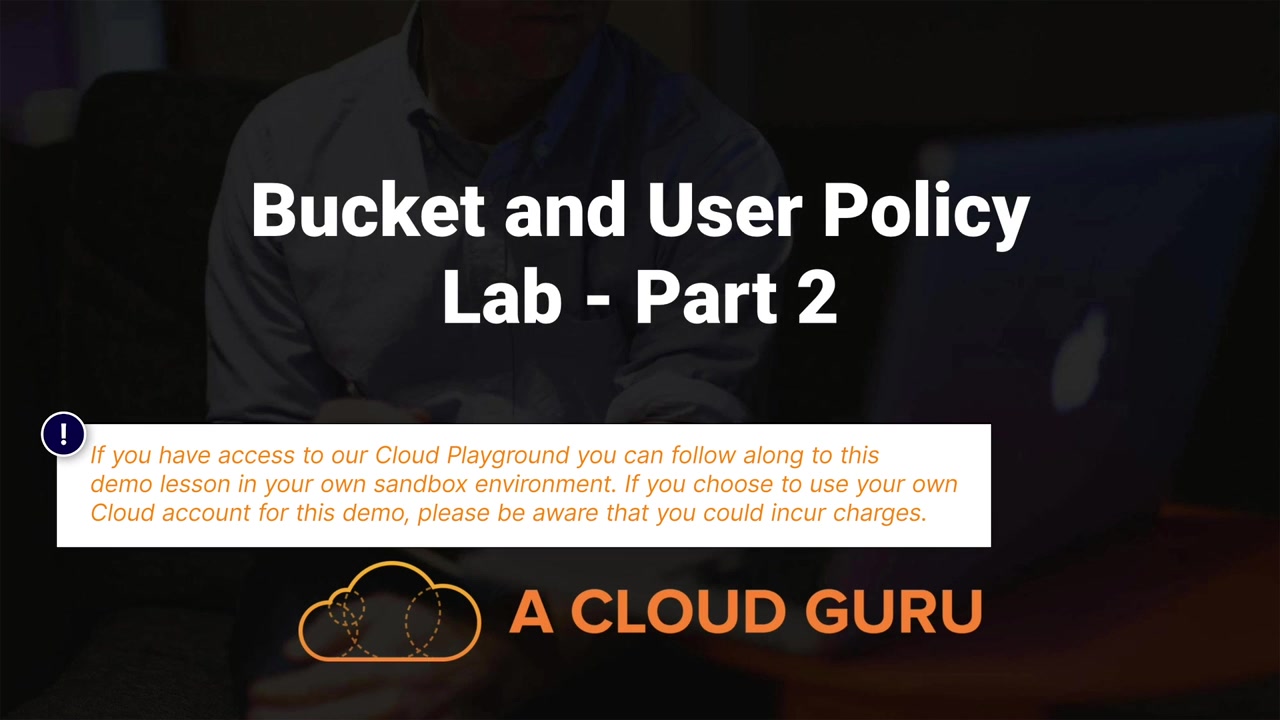 Bucket and User Policy
Lab - Part 2
!
If you have access to our Cloud Playground you can follow along to this
demo lesson in your own sandbox environment. If you choose to use your own
Cloud account for this demo, please be aware that you could incur charges.
A CLOUD GURU